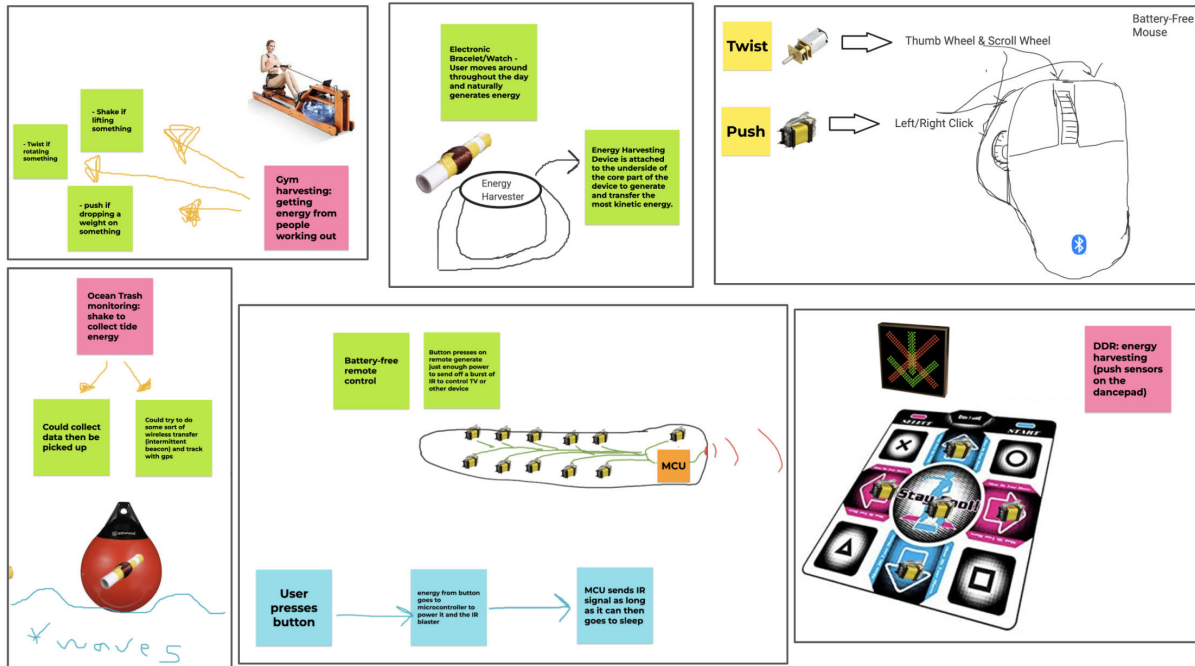 - Shake if
lifting
something
- Twist if
rotating
something
- push if
dropping a
weight on
something
Gym
harvesting:
getting
energy from
people
working out
Electronic
Bracelet/Watch -
User moves around
throughout the day
and naturally
generates energy
Energy
Harvester
Energy Harvesting
Device is attached
to the underside of
the core part of the
device to generate
and transfer the
most kinetic energy.
Battery-Free
Mouse
Twist
Thumb Wheel & Scroll Wheel
Push
Left/Right Click
Ocean Trash
monitoring:
shake to
collect tide
energy
Could collect
data then be
picked up
Could try to do
some sort of
wireless transfer
(intermittent
beacon) and track
with gps
* waves
Battery-free
remote
control
Button presses on
remote generate
just enough power
to send off a burst of
IR to control TV or
other device
MCU
User
presses
button
energy from button
goes to
microcontroller to
power it and the IR
blaster
MCU sends IR
signal as long
as it can then
goes to sleep
DDR: energy
harvesting
(push sensors
on the
dancepad)
SELECT
START
Stay Cool!